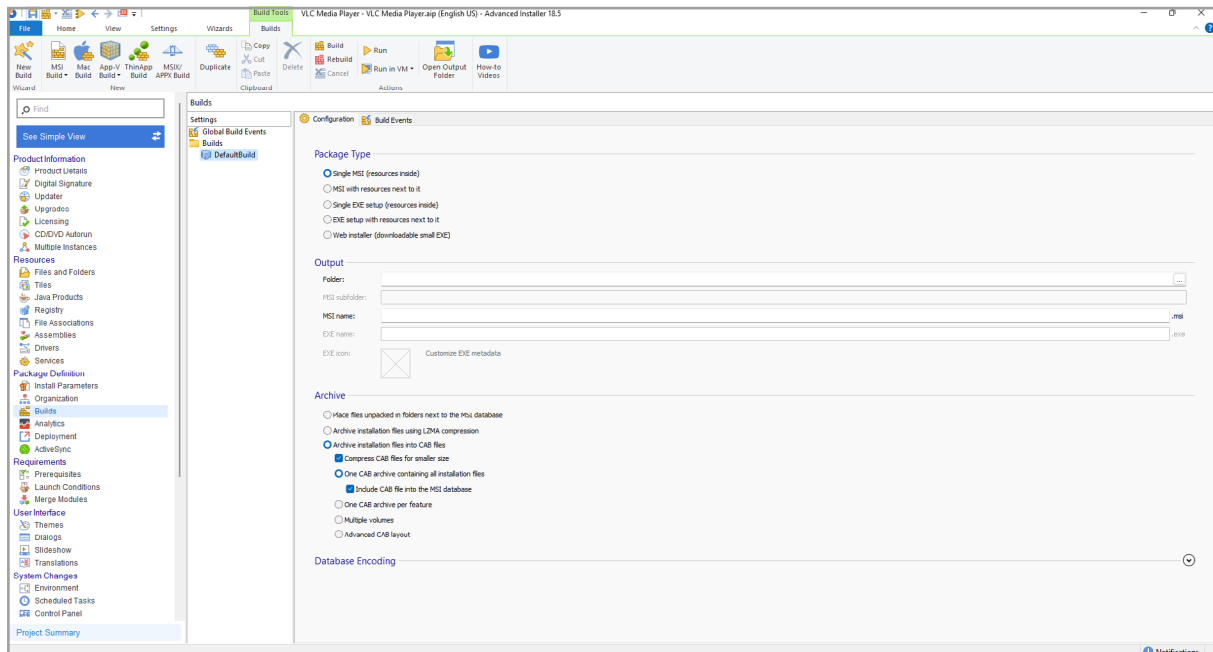 Build Tools
VLC Media Player - VLC Media Player.aip (English US) - Advanced Installer 18.5
File Home View Settings Wizards Builds
New Build
MSI Build
Mac Build
App-V Build
ThinApp Build
MSIX/ APPX Build
Duplicate
Copy
Cut
Paste
Delete
Build
Rebuild
Cancel
Run
Run in VM
Open Output Folder
How-to Videos
Wizard New Clipboard Actions
Find
See Simple View
Product Information
Product Details
Digital Signature
Updater
Upgrades
Licensing
CD/DVD Autorun
Multiple Instances
Resources
Files and Folders
Tiles
Java Products
Registry
File Associations
Assemblies
Drivers
Services
Package Definition
Install Parameters
Organization
Builds
Analytics
Deployment
ActiveSync
Requirements
Prerequisites
Launch Conditions
Merge Modules
User Interface
Themes
Dialogs
Slideshow
Translations
System Changes
Environment
Scheduled Tasks
Control Panel
Project Summary
Builds
Settings
Global Build Events
Builds
DefaultBuild
Configuration Build Events
Package Type
Single MSI (resources inside)
MSI with resources next to it
Single EXE setup (resources inside)
EXE setup with resources next to it
Web installer (downloadable small EXE)
Output
Folder: ...
MSI subfolder:
MSI name: .msi
EXE name: .exe
EXE icon: Customize EXE metadata
Archive
Place files unpacked in folders next to the MSI database
Archive installation files using LZMA compression
Archive installation files into CAB files
Compress CAB files for smaller size
One CAB archive containing all installation files
Include CAB file into the MSI database
One CAB archive per feature
Multiple volumes
Advanced CAB layout
Database Encoding
Notifications